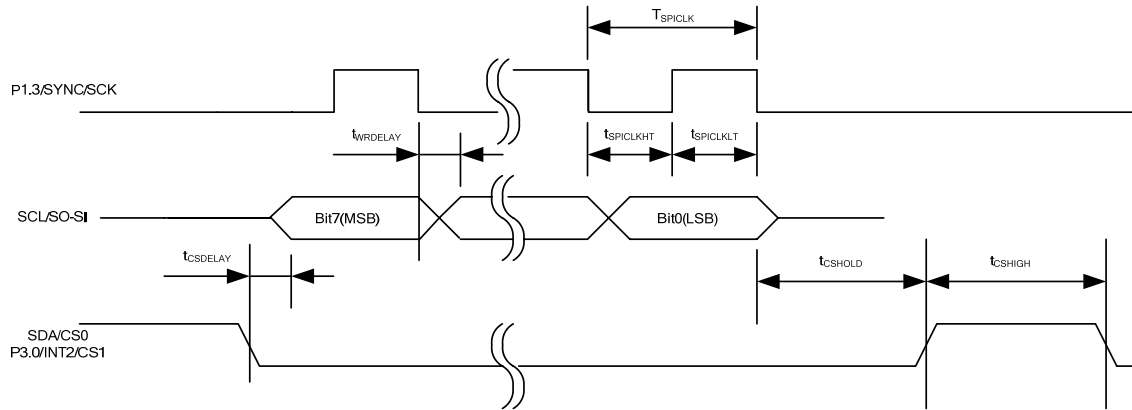 TSPICLK
P1.3/SYNC/SCK
tWRDELAY
tSPICLKHT
tSPICLKLT
SCL/SO-SI
Bit7(MSB)
Bit0(LSB)
tCSDELAY
tCSHOLD
tCSHIGH
SDA/CS0
P3.0/INT2/CS1